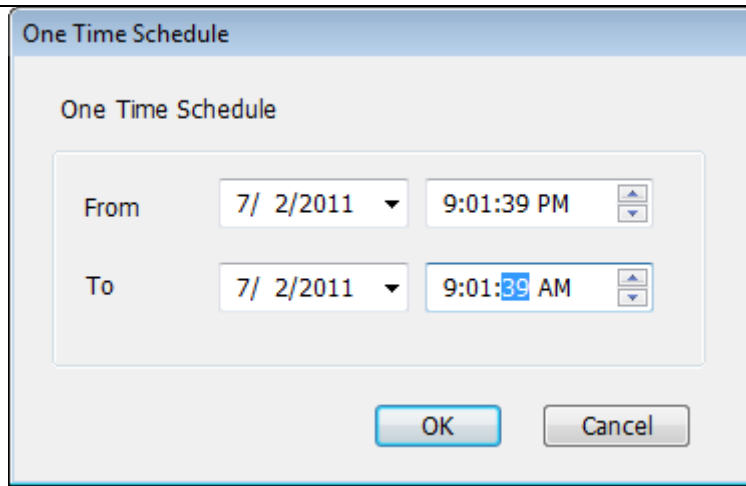 One Time Schedule
One Time Schedule
From 7/ 2/2011 9:01:39 PM
To 7/ 2/2011 9:01:39 AM
OK Cancel